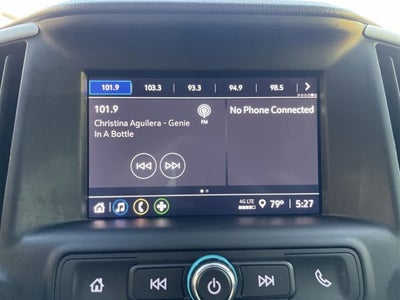 101.9 103.3 93.3 94.9 98.5
101.9
FM
Christina Aguilera - Genie
In A Bottle
No Phone Connected
4G LTE
79° 5:27